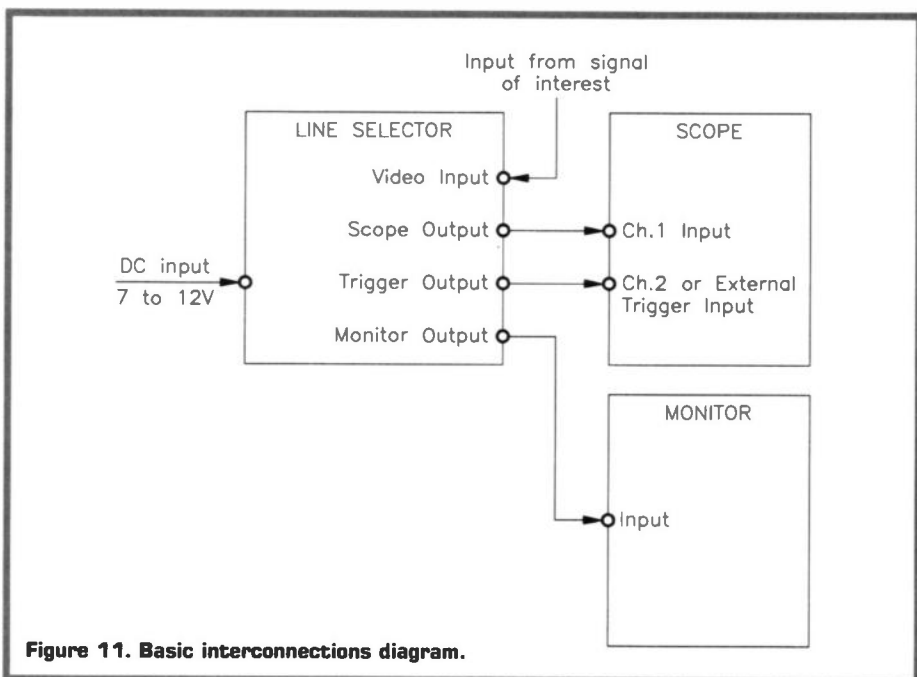 Input from signal
of interest
LINE SELECTOR
SCOPE
Video Input
Scope Output
Ch.1 Input
DC input
7 to 12V
Trigger Output
Ch.2 or External
Trigger Input
Monitor Output
MONITOR
Input
Figure 11. Basic interconnections diagram.